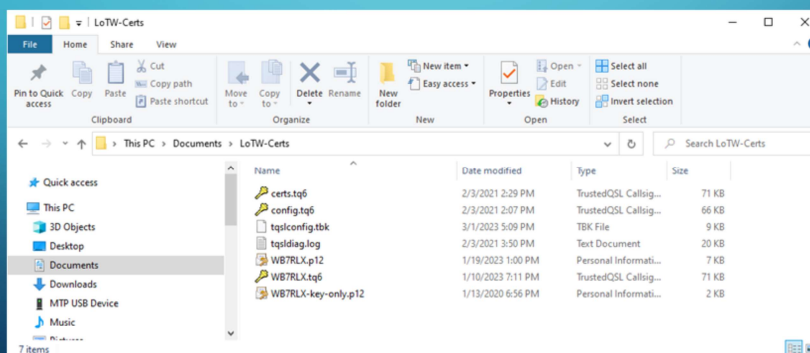 LoTW-Certs
File Home Share View
Pin to Quick access
Copy
Paste
Cut
Copy path
Paste shortcut
Clipboard
Move to
Copy to
Delete
Rename
Organize
New folder
New item
Easy access
New
Properties
Open
Edit
History
Open
Select all
Select none
Invert selection
Select
This PC > Documents > LoTW-Certs
Search LoTW-Certs
Quick access
This PC
3D Objects
Desktop
Documents
Downloads
MTP USB Device
Music
Name Date modified Type Size
certs.tq6 2/3/2021 2:29 PM TrustedQSL Callsig... 71 KB
config.tq6 2/3/2021 2:07 PM TrustedQSL Callsig... 66 KB
tqslconfig.tbk 3/1/2023 5:09 PM TBK File 9 KB
tqsldiag.log 2/3/2021 3:50 PM Text Document 20 KB
WB7RLX.p12 1/19/2023 1:00 PM Personal Informati... 7 KB
WB7RLX.tq6 1/10/2023 7:11 PM TrustedQSL Callsig... 71 KB
WB7RLX-key-only.p12 1/13/2020 6:56 PM Personal Informati... 2 KB
7 items